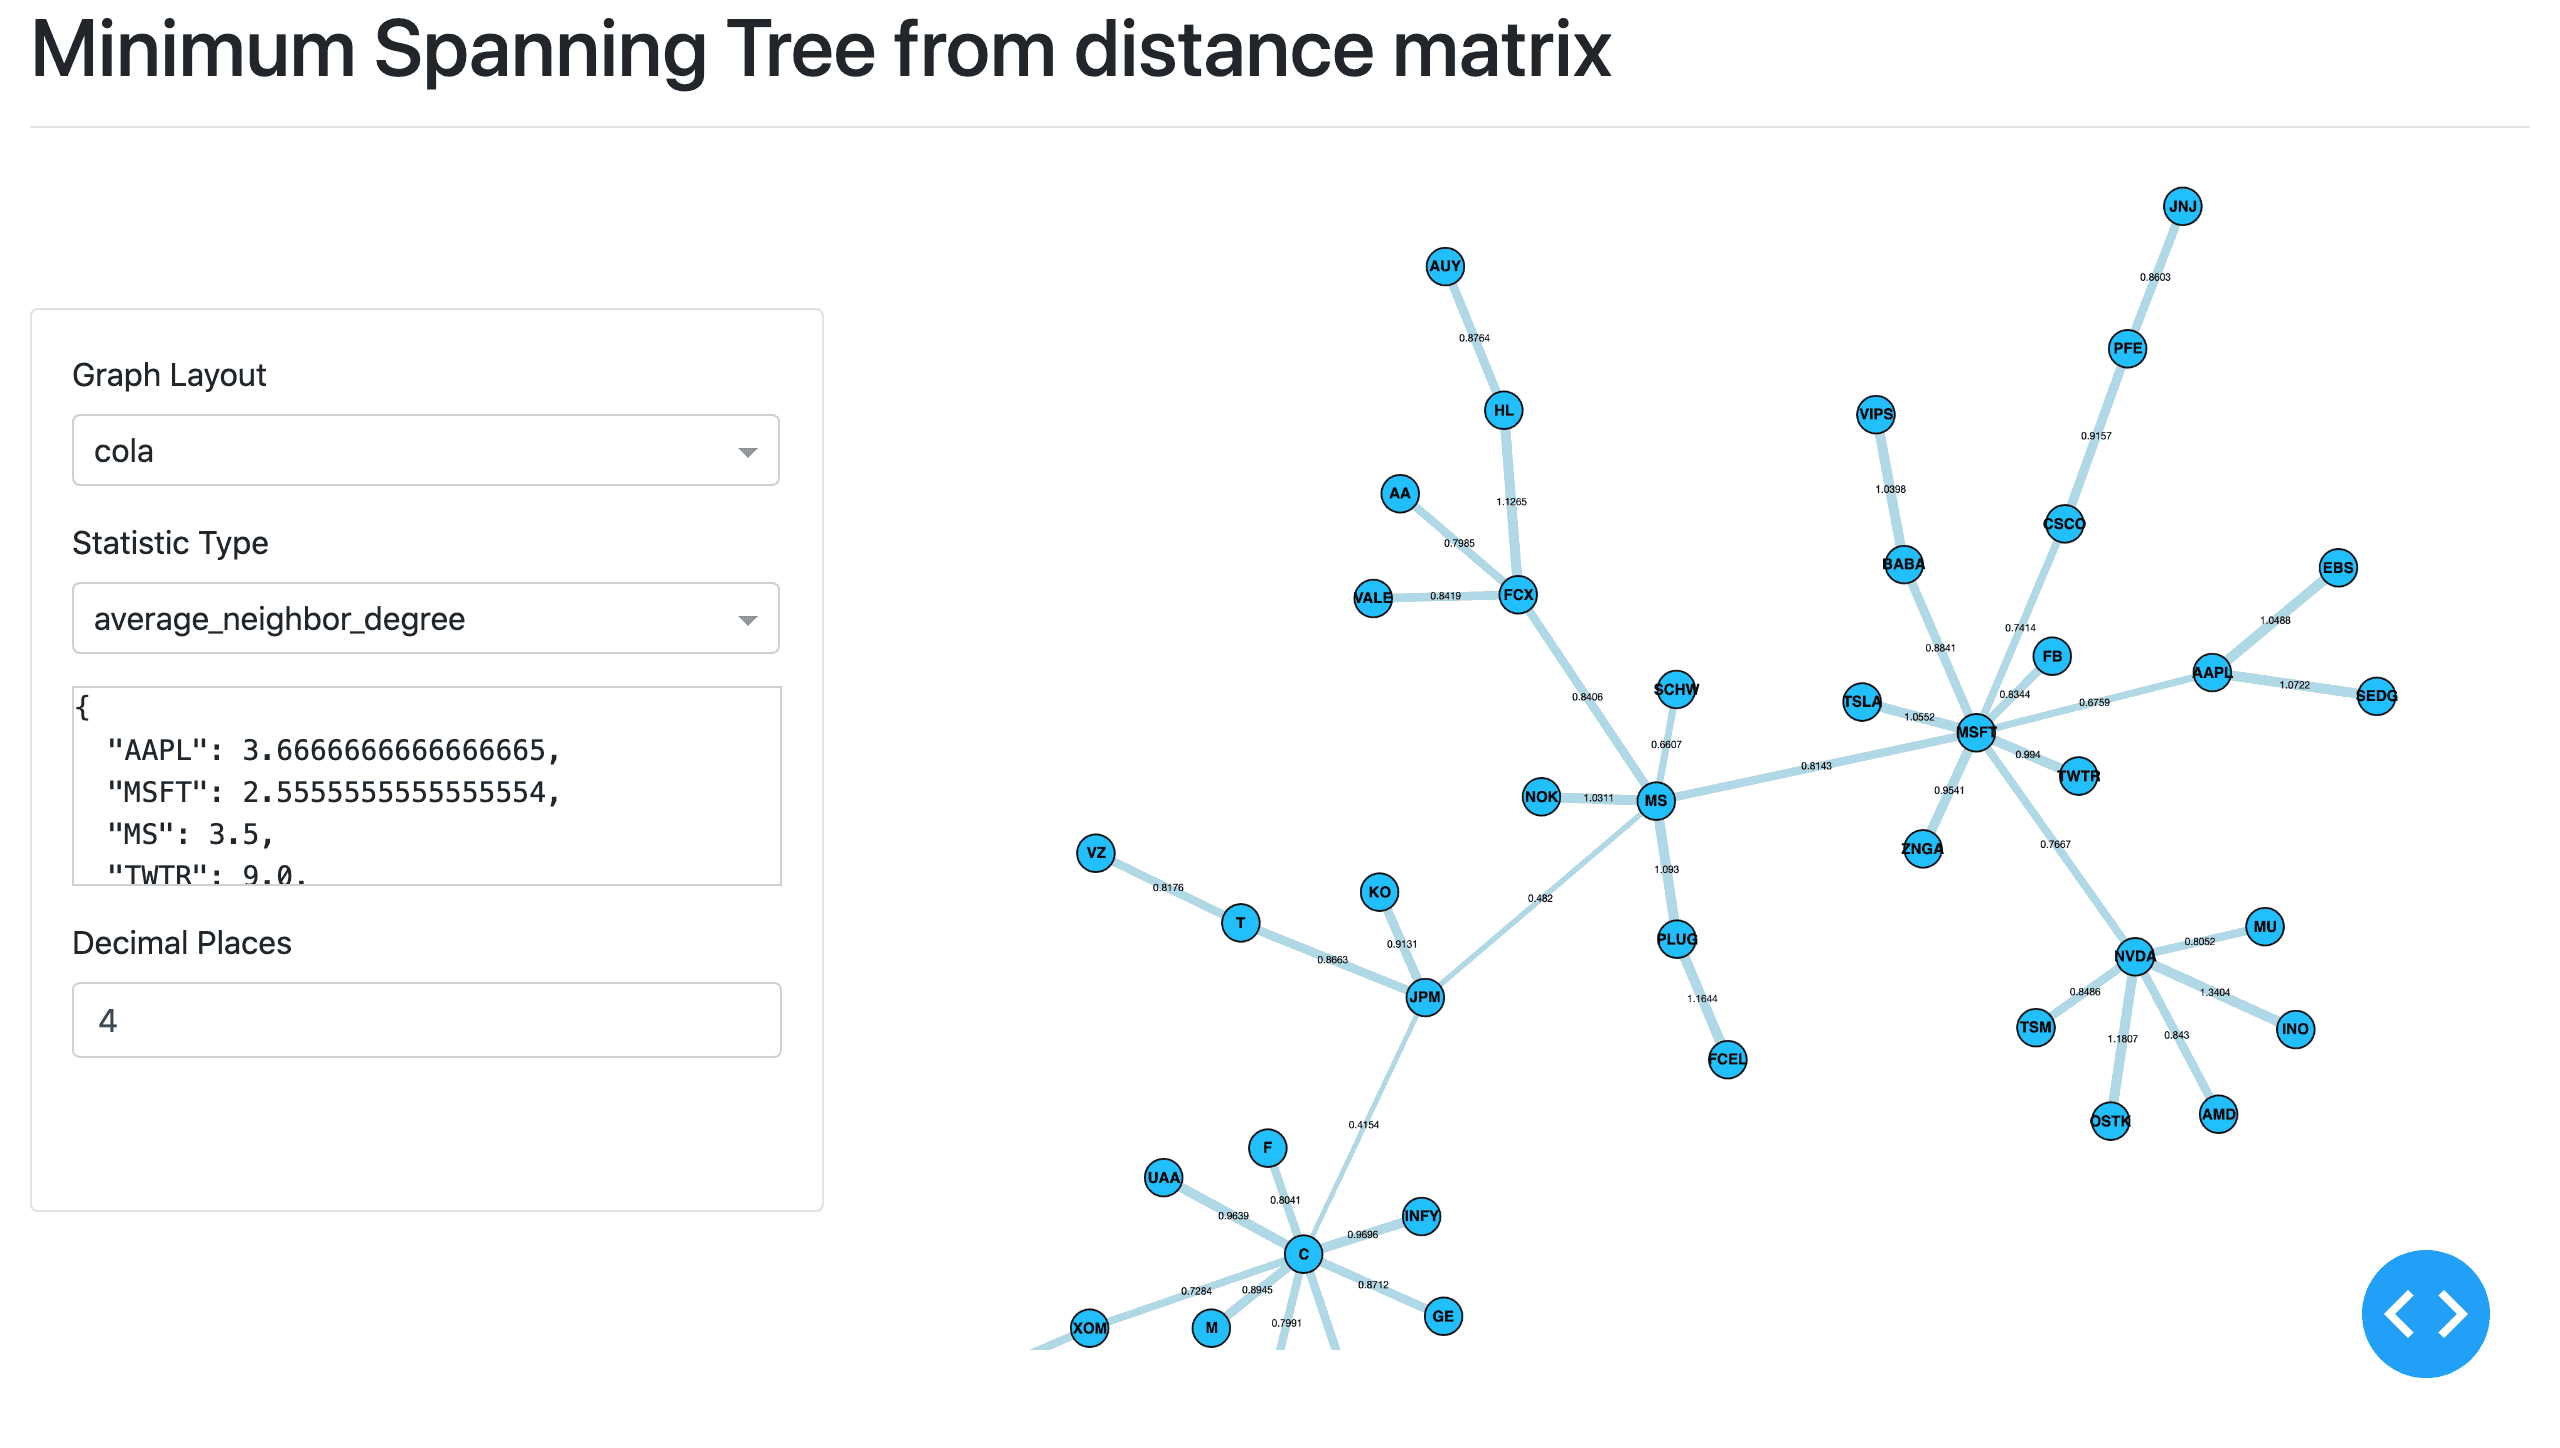 Minimum Spanning Tree from distance matrix
Graph Layout
cola
Statistic Type
average_neighbor_degree
{
"AAPL": 3.6666666666666665,
"MSFT": 2.5555555555555554,
"MS": 3.5,
"TWTR": 9.0,
Decimal Places
4
JNJ
AUY
0.8603
0.8764
PFE
HL
VIPS
0.9157
1.0398
AA
1.1265
CSCO
0.7985
BABA
EBS
VALE
0.8419
FCX
1.0488
0.7414
0.8841
FB
AAPL
SCHW
0.8406
TSLA
0.8344
0.6759
1.0722
SEDG
1.0552
MSFT
0.6607
0.994
0.8143
TWTR
NOK
1.0311
MS
0.9541
VZ
ZNGA
0.7667
0.8176
KO
1.093
0.482
T
PLUG
MU
0.9131
0.8052
0.8663
NVDA
JPM
1.1644
0.8486
1.3404
TSM
INO
1.1807
0.843
FCEL
OSTK
AMD
0.4154
F
UAA
0.8041
0.9639
INFY
0.9696
C
0.7284
0.8945
0.8712
XOM
M
0.7991
GE